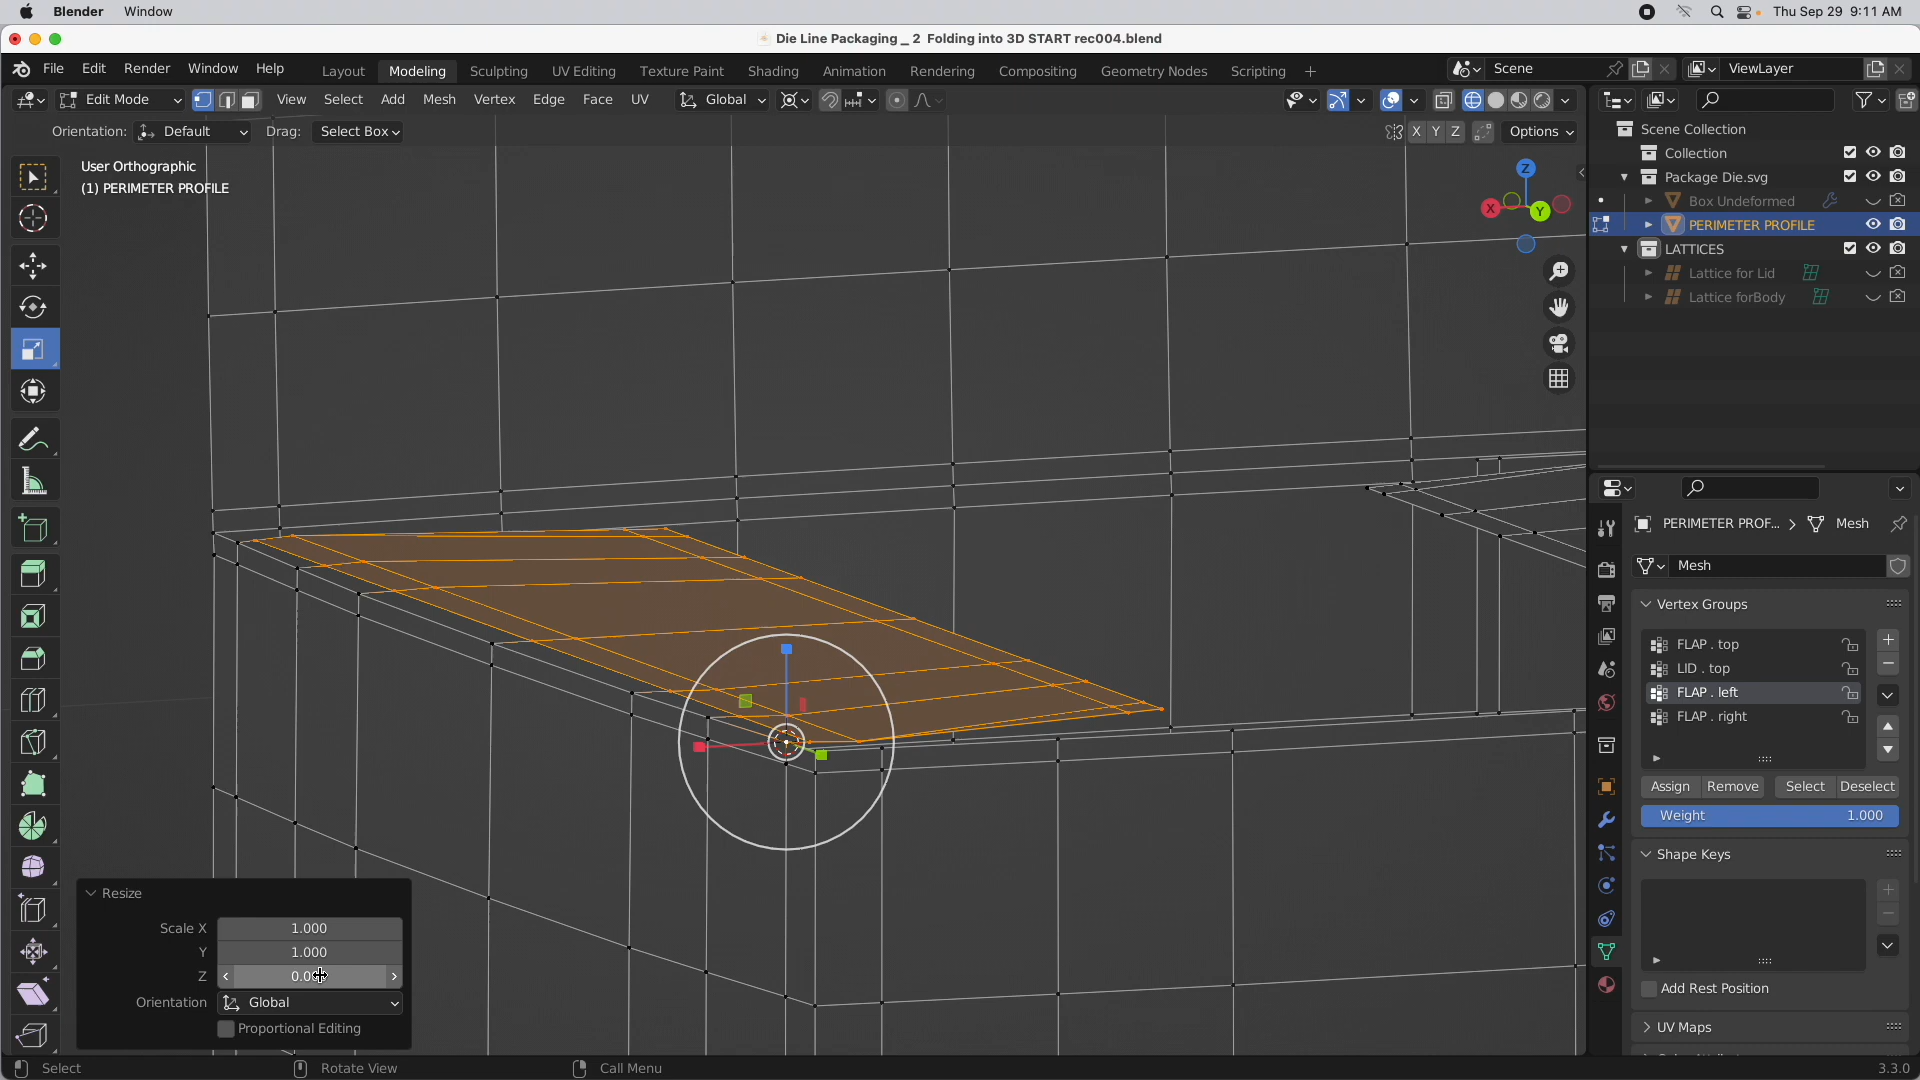 Blender Window Thu Sep 29 9:11 AM
Die Line Packaging _ 2 Folding into 3D START rec004.blend
File Edit Render Window Help Layout Modeling Sculpting UV Editing Texture Paint Shading Animation Rendering Compositing Geometry Nodes Scripting + Scene ViewLayer
Edit Mode View Select Add Mesh Vertex Edge Face UV Global
Orientation: Default Drag: Select Box X Y Z Options
User Orthographic
(1) PERIMETER PROFILE
Z
X
Y
Scene Collection
Collection
Package Die.svg
Box Undeformed
PERIMETER PROFILE
LATTICES
Lattice for Lid
Lattice forBody
PERIMETER PROF... Mesh
Mesh
Vertex Groups
FLAP . top
LID . top
FLAP . left
FLAP . right
Assign Remove Select Deselect
Weight 1.000
Shape Keys
Add Rest Position
UV Maps
Resize
Scale X 1.000
Y 1.000
Z
Orientation Global
Proportional Editing
Select Rotate View Call Menu 3.3.0